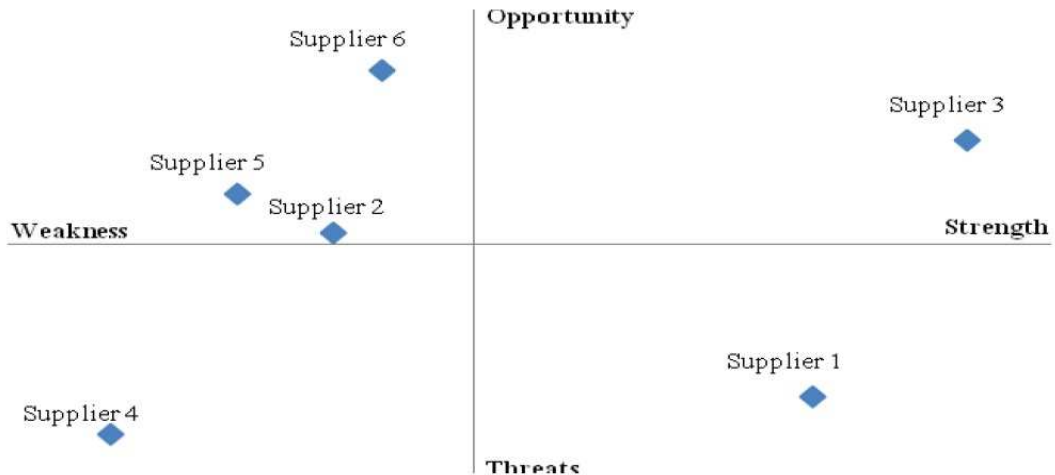 Opportunity
Supplier 6
Supplier 3
Supplier 5
Supplier 2
Weakness
Strength
Supplier 1
Supplier 4
Threats